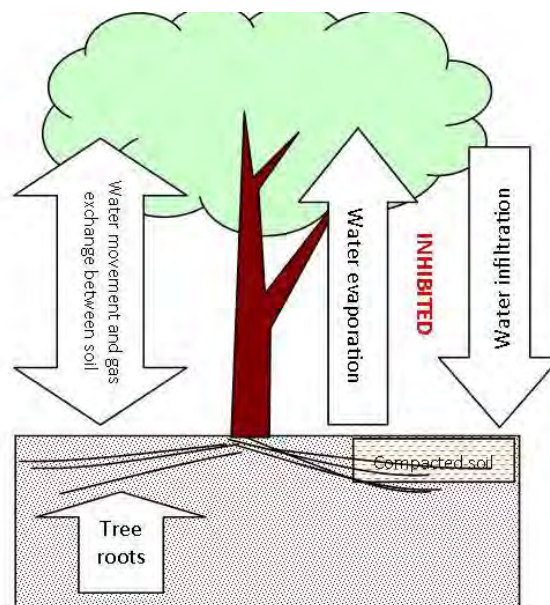 Water movement and gas
exchange between soil
Water evaporation
INHIBITED
Water infiltration
Compacted soil
Tree
roots